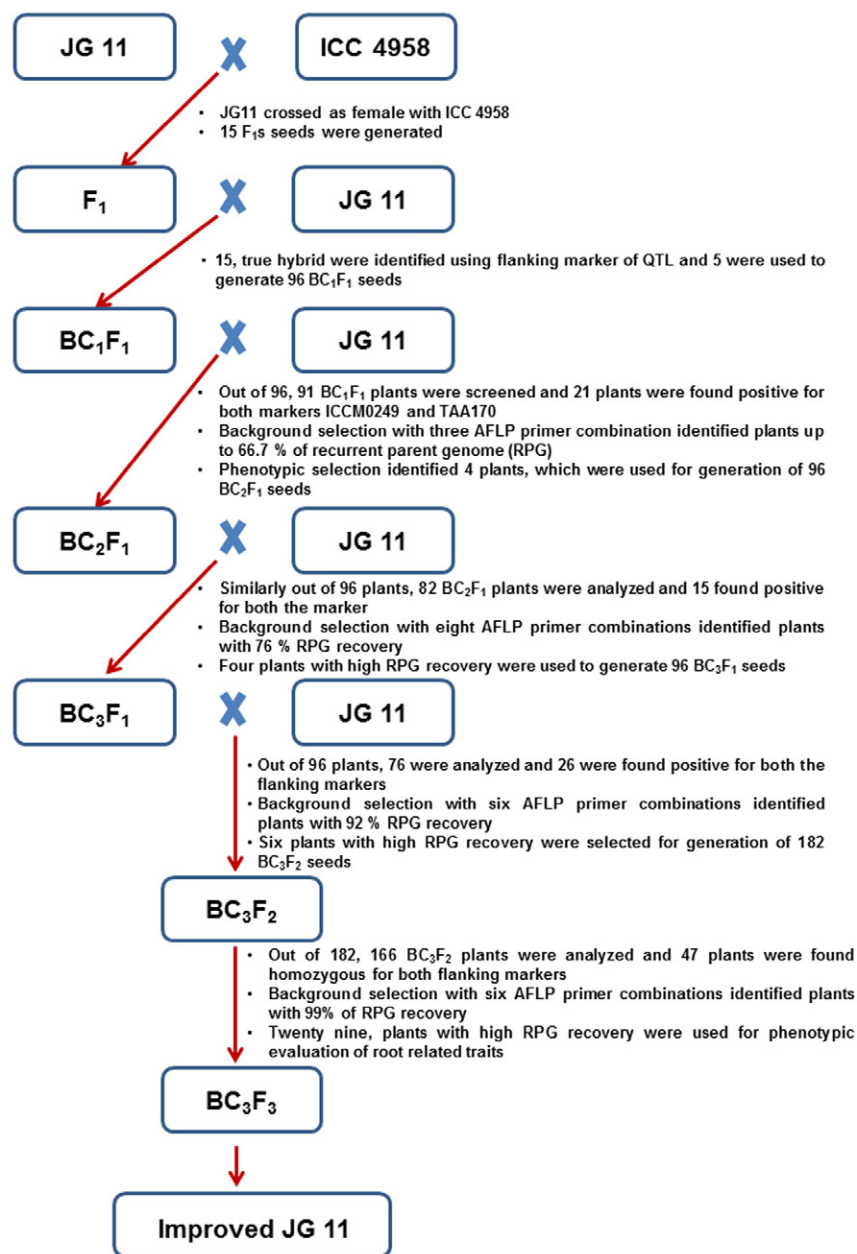 JG 11
ICC 4958
• JG11 crossed as female with ICC 4958
• 15 F₁s seeds were generated
F₁
JG 11
• 15, true hybrid were identified using flanking marker of QTL and 5 were used to
generate 96 BC₁F₁ seeds
BC₁F₁
JG 11
• Out of 96, 91 BC₁F₁ plants were screened and 21 plants were found positive for
both markers ICCM0249 and TAA170
• Background selection with three AFLP primer combination identified plants up
to 66.7 % of recurrent parent genome (RPG)
• Phenotypic selection identified 4 plants, which were used for generation of 96
BC₂F₁ seeds
BC₂F₁
JG 11
• Similarly out of 96 plants, 82 BC₂F₁ plants were analyzed and 15 found positive
for both the marker
• Background selection with eight AFLP primer combinations identified plants
with 76 % RPG recovery
• Four plants with high RPG recovery were used to generate 96 BC₃F₁ seeds
BC₃F₁
JG 11
• Out of 96 plants, 76 were analyzed and 26 were found positive for both the
flanking markers
• Background selection with six AFLP primer combinations identified
plants with 92 % RPG recovery
• Six plants with high RPG recovery were selected for generation of 182
BC₃F₂ seeds
BC₃F₂
• Out of 182, 166 BC₃F₂ plants were analyzed and 47 plants were found
homozygous for both flanking markers
• Background selection with six AFLP primer combinations identified plants
with 99% of RPG recovery
• Twenty nine, plants with high RPG recovery were used for phenotypic
evaluation of root related traits
BC₃F₃
Improved JG 11